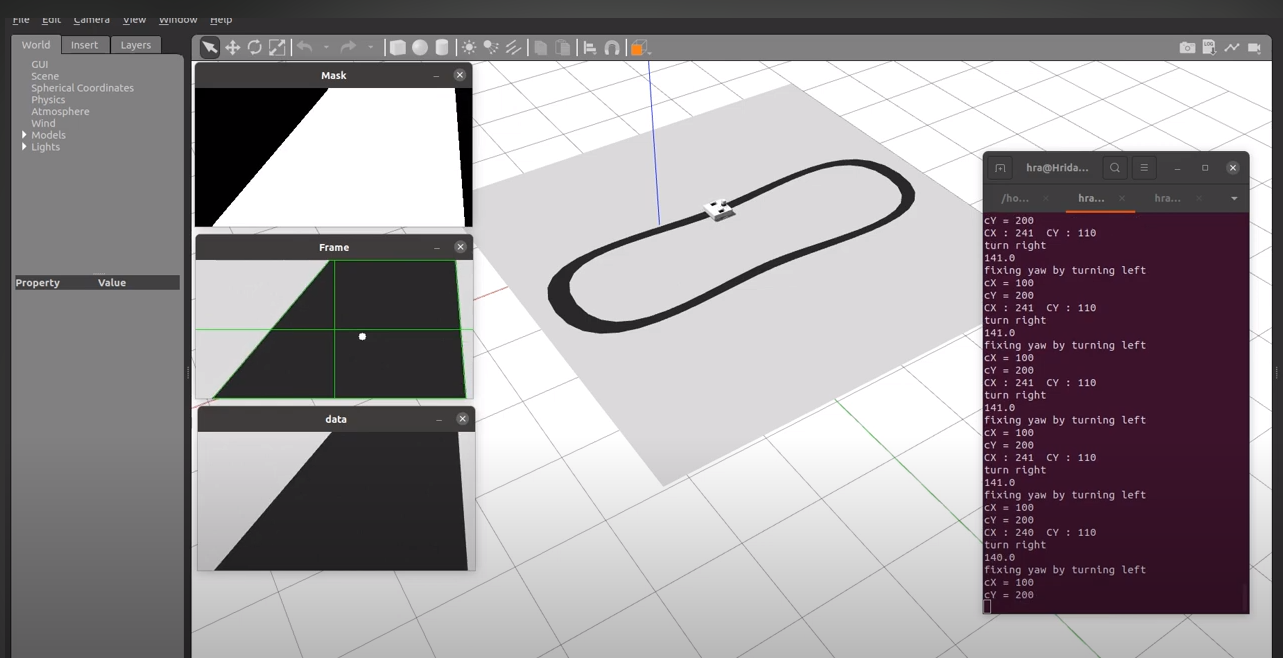 File Edit Camera View Window Help
World Insert Layers
GUI
Scene
Spherical Coordinates
Physics
Atmosphere
Wind
Models
Lights
Property Value
Mask
Frame
data
LOG
hra@Hrida...
/ho... hra... hra...
cY = 200
CX : 241 CY : 110
turn right
141.0
fixing yaw by turning left
cX = 100
cY = 200
CX : 241 CY : 110
turn right
141.0
fixing yaw by turning left
cX = 100
cY = 200
CX : 241 CY : 110
turn right
141.0
fixing yaw by turning left
cX = 100
cY = 200
CX : 241 CY : 110
turn right
141.0
fixing yaw by turning left
cX = 100
cY = 200
CX : 240 CY : 110
turn right
140.0
fixing yaw by turning left
cX = 100
cY = 200